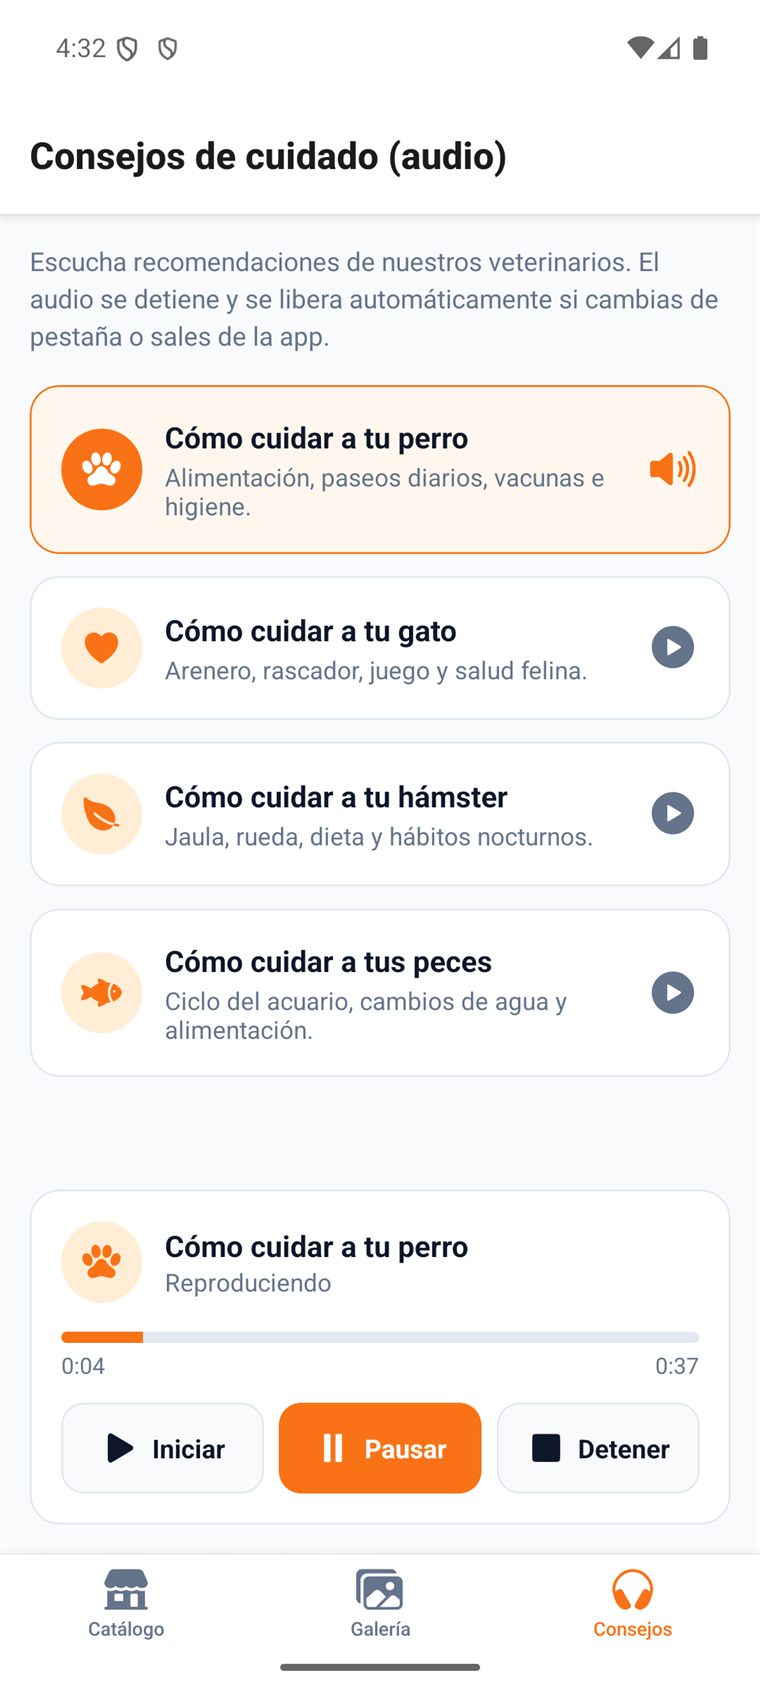 4:32
Consejos de cuidado (audio)
Escucha recomendaciones de nuestros veterinarios. El
audio se detiene y se libera automáticamente si cambias de
pestaña o sales de la app.
Cómo cuidar a tu perro
Alimentación, paseos diarios, vacunas e
higiene.
Cómo cuidar a tu gato
Arenero, rascador, juego y salud felina.
Cómo cuidar a tu hámster
Jaula, rueda, dieta y hábitos nocturnos.
Cómo cuidar a tus peces
Ciclo del acuario, cambios de agua y
alimentación.
Cómo cuidar a tu perro
Reproduciendo
0:04 0:37
Iniciar Pausar Detener
Catálogo Galería Consejos